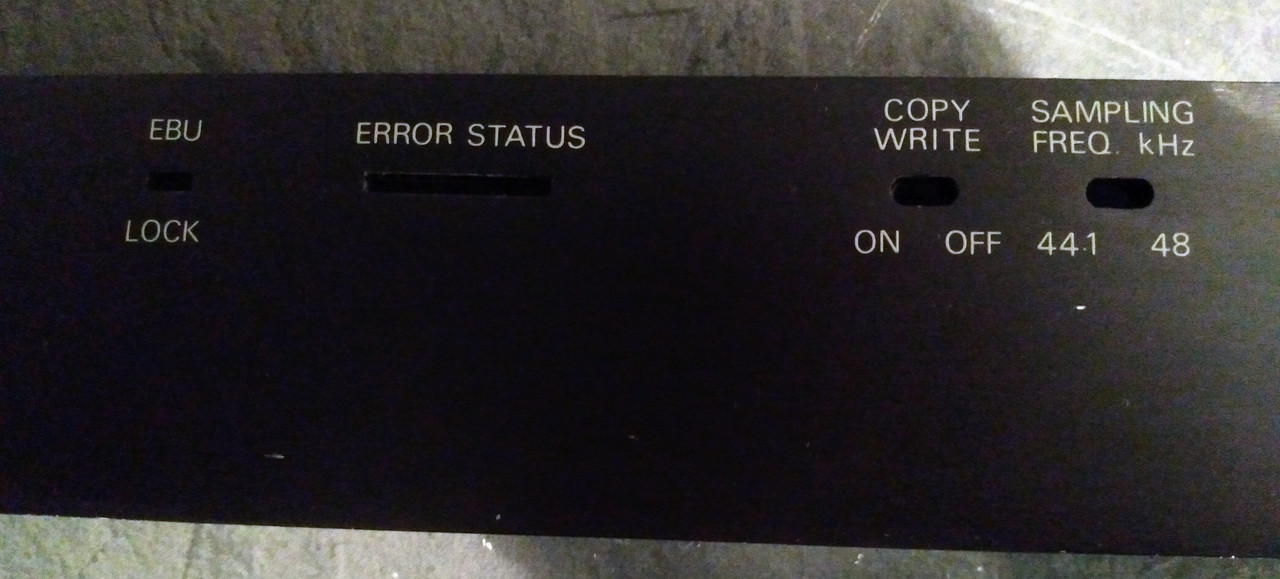 EBU
LOCK
ERROR STATUS
COPY
WRITE
ON OFF
SAMPLING
FREQ. kHz
44.1 48